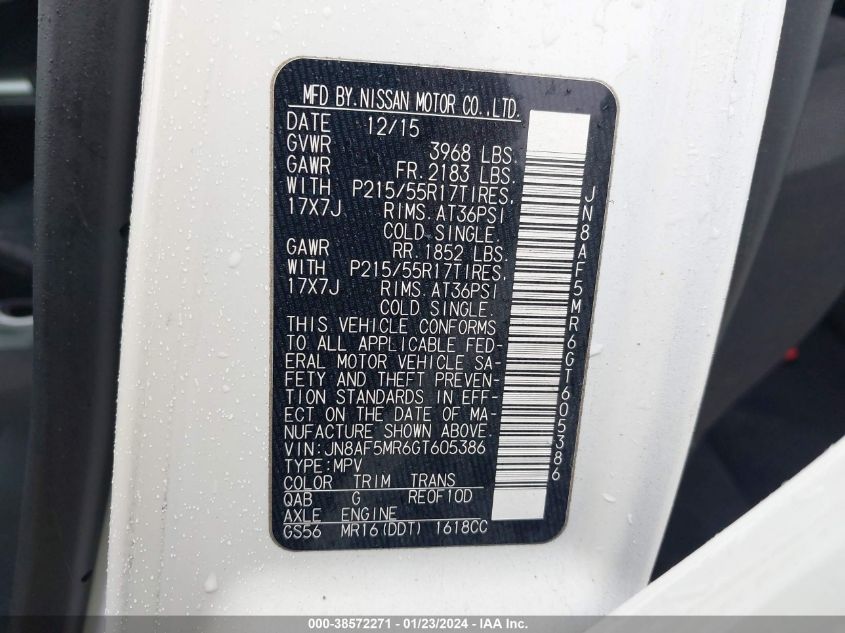 MFD BY.NISSAN MOTOR CO.,LTD.
DATE 12/15
GVWR 3968 LBS.
GAWR FR.2183 LBS.
WITH P215/55R17TIRES,
17X7J RIMS.AT36PSI
COLD SINGLE.
GAWR RR.1852 LBS.
WITH P215/55R17TIRES,
17X7J RIMS.AT36PSI
COLD SINGLE.
THIS VEHICLE CONFORMS
TO ALL APPLICABLE FED-
ERAL MOTOR VEHICLE SA-
FETY AND THEFT PREVEN-
TION STANDARDS IN EFF-
ECT ON THE DATE OF MA-
NUFACTURE SHOWN ABOVE.
VIN:JN8AF5MR6GT605386
TYPE:MPV
COLOR TRIM TRANS
QAB G RE0F10D
AXLE ENGINE
GS56 MR16(DDT) 1618CC
JN8AF5MR6GT605386
000-38572271 - 01/23/2024 - IAA Inc.